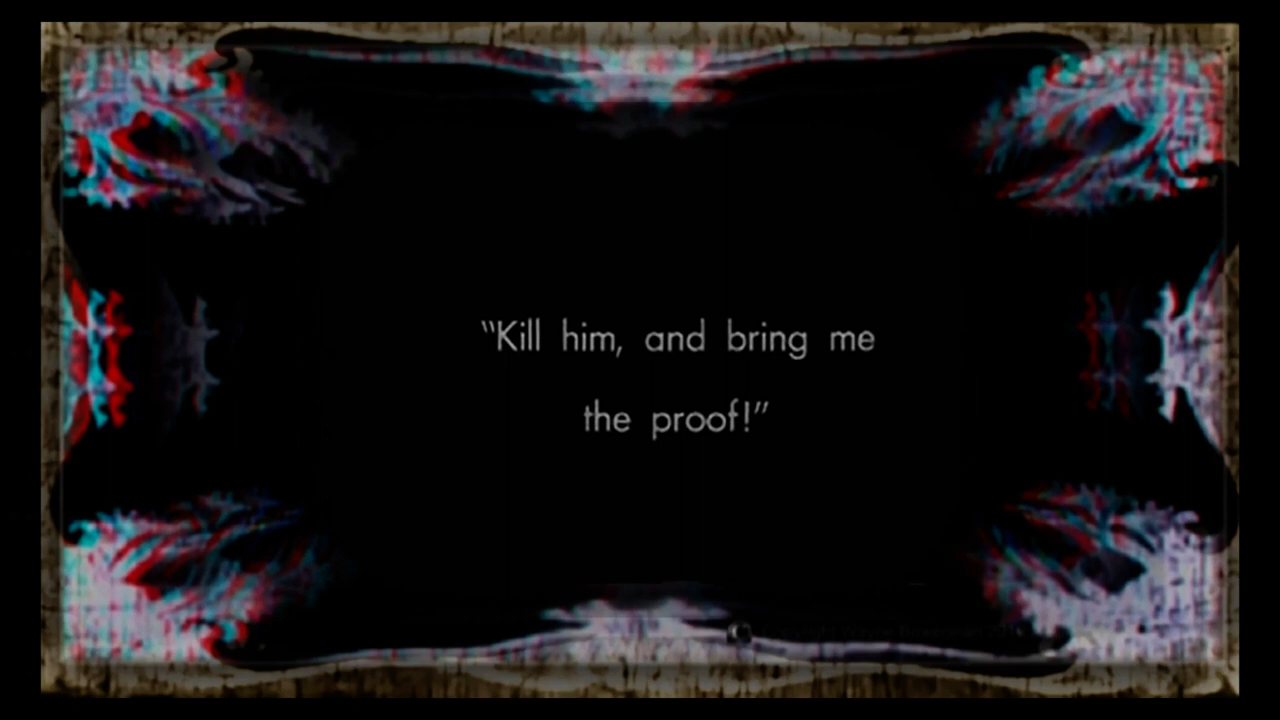 “Kill him, and bring me
the proof!”